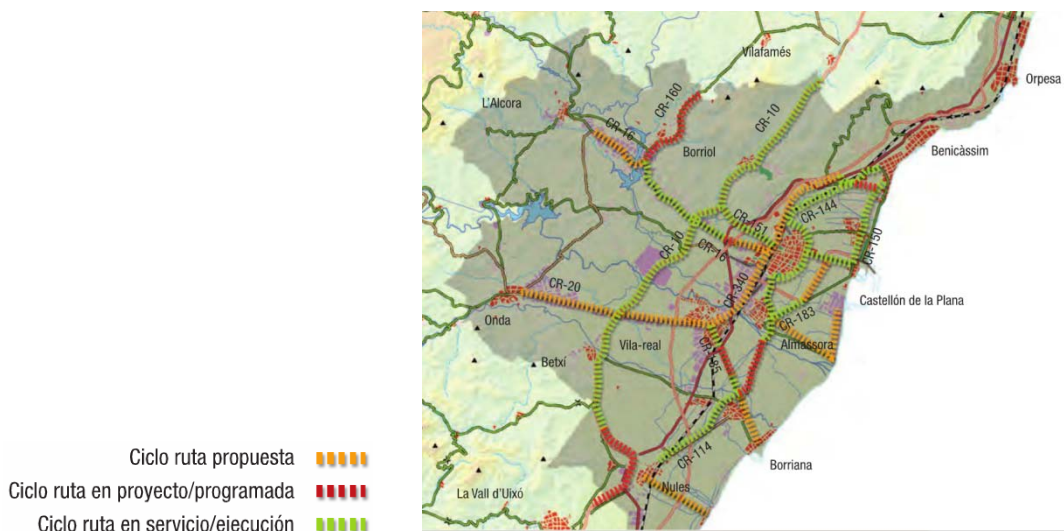 Vilafamés
Orpesa
L'Alcora
CR-160
CR-10
CR-16
Borriol
Benicàssim
CR-144
CR-151
CR-150
CR-16
CR-10
CR-20
CR-340
Castellón de la Plana
Onda
CR-183
Vila-real
Almassora
Betxí
CR-185
Borriana
CR-114
La Vall d'Uixó
Nules
Ciclo ruta propuesta
Ciclo ruta en proyecto/programada
Ciclo ruta en servicio/ejecución